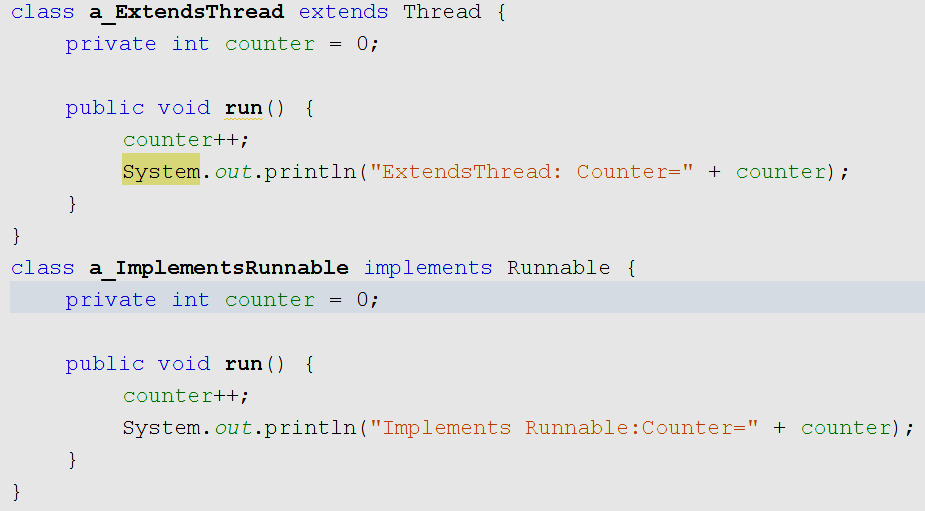 class a_ExtendsThread extends Thread {
    private int counter = 0;

    public void run() {
        counter++;
        System.out.println("ExtendsThread: Counter=" + counter);
    }
}
class a_ImplementsRunnable implements Runnable {
    private int counter = 0;

    public void run() {
        counter++;
        System.out.println("Implements Runnable:Counter=" + counter);
    }
}